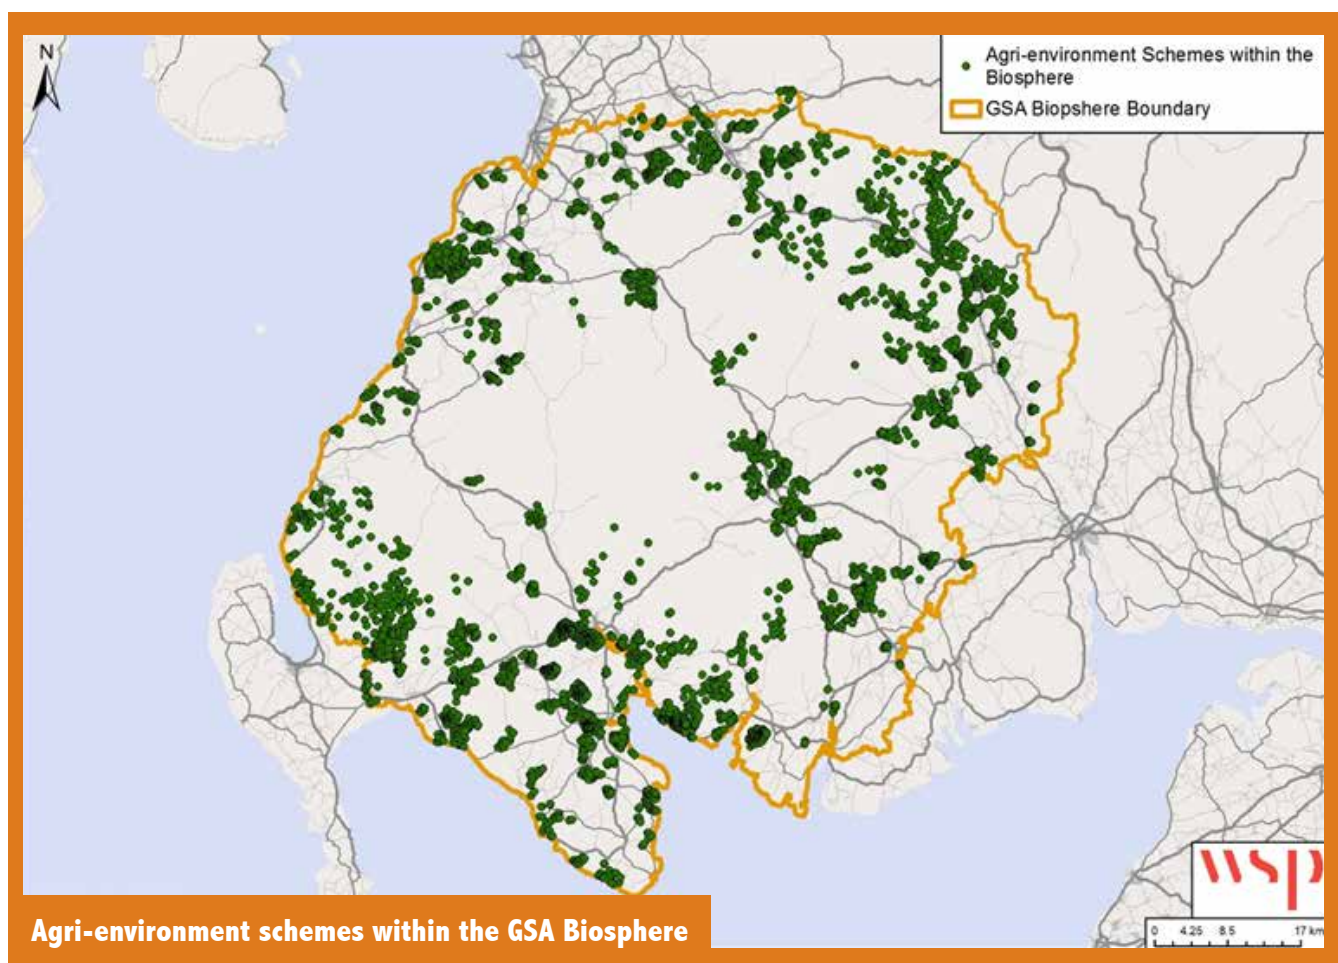 N
Agri-environment Schemes within the
Biosphere
GSA Biopshere Boundary
wsp
0 4.25 8.5 17 km
Agri-environment schemes within the GSA Biosphere